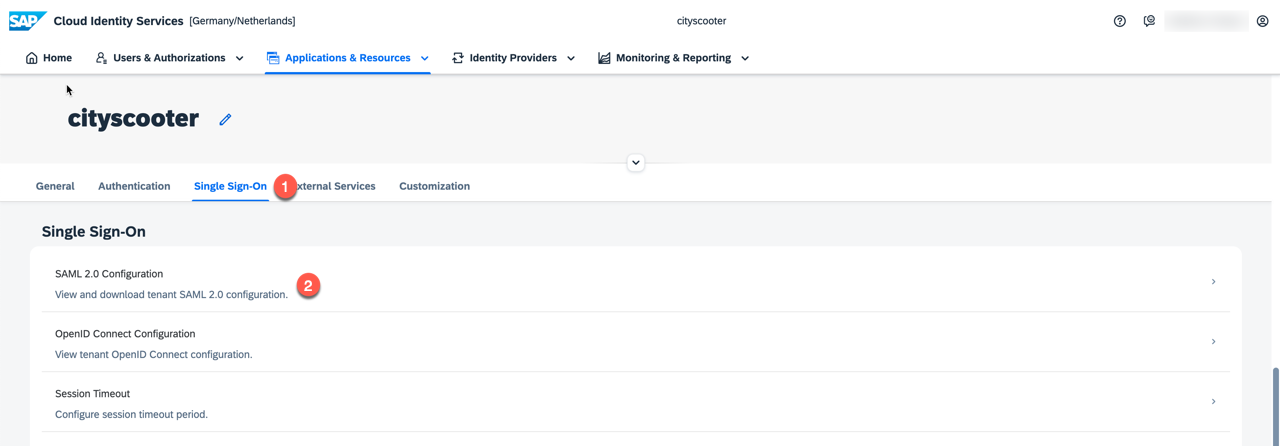 SAP Cloud Identity Services [Germany/Netherlands] cityscooter
Home Users & Authorizations Applications & Resources Identity Providers Monitoring & Reporting
cityscooter
General Authentication Single Sign-On 1 xternal Services Customization
Single Sign-On
SAML 2.0 Configuration
View and download tenant SAML 2.0 configuration. 2
OpenID Connect Configuration
View tenant OpenID Connect configuration.
Session Timeout
Configure session timeout period.